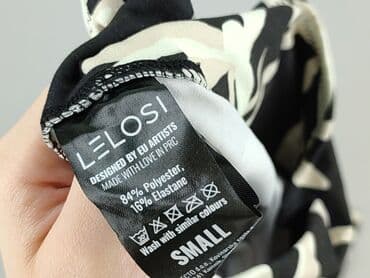 LELOSI
DESIGNED BY EU ARTISTS
MADE WITH LOVE IN PRC
84% Polyester,
16% Elastane
Wash with similar colours
SMALL